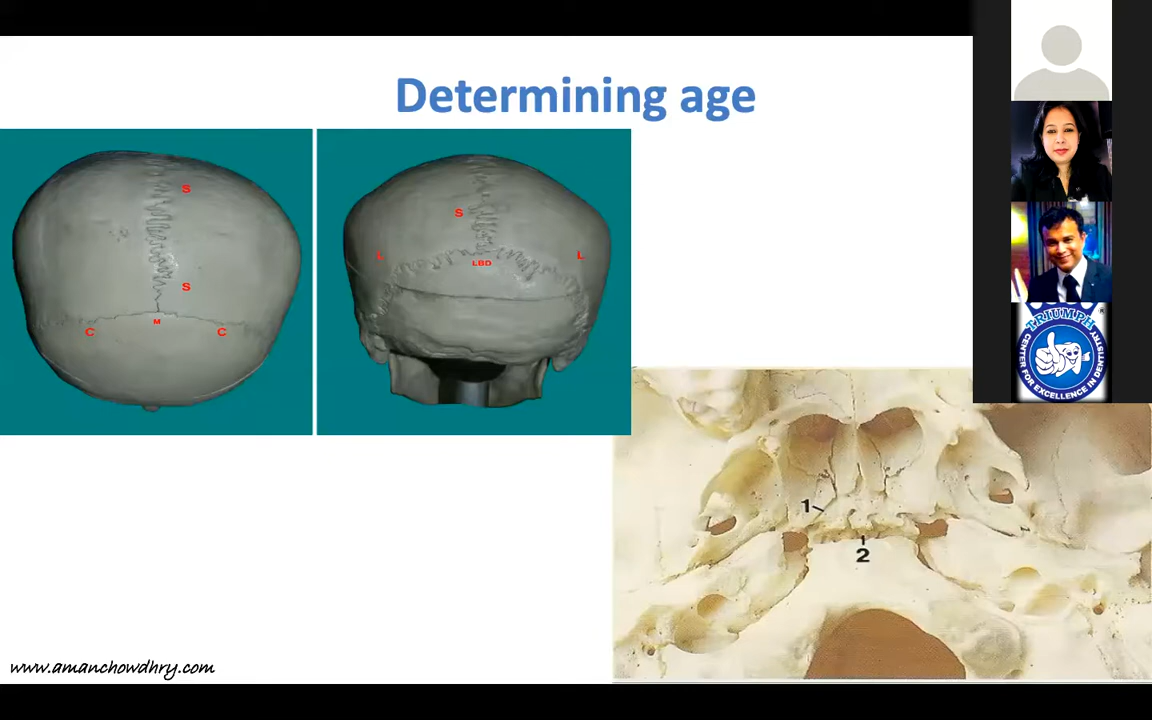 Determining age
S
S
C
M
C
S
L
LBD
L
1
2
www.amanchowdhry.com
TRIUMPH
®
CENTER FOR EXCELLENCE IN DENTISTRY